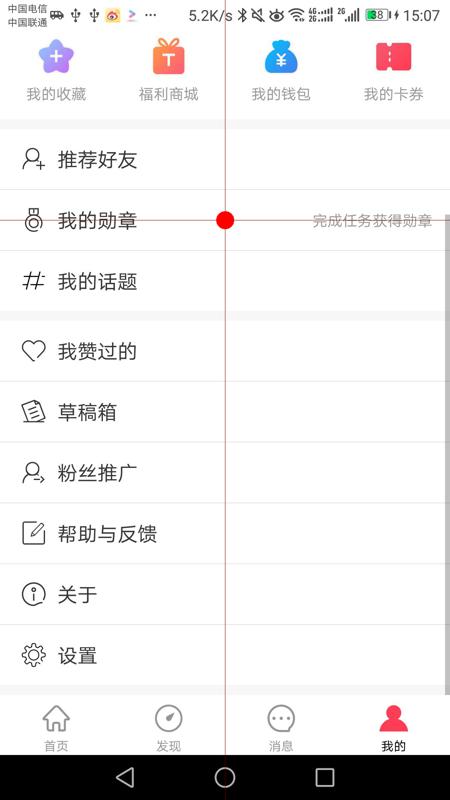 中国电信
中国联通
5.2K/s 4G 2G 2G 38 15:07
我的收藏 福利商城 我的钱包 我的卡券
推荐好友
我的勋章 完成任务获得勋章
我的话题
我赞过的
草稿箱
粉丝推广
帮助与反馈
关于
设置
首页 发现 消息 我的